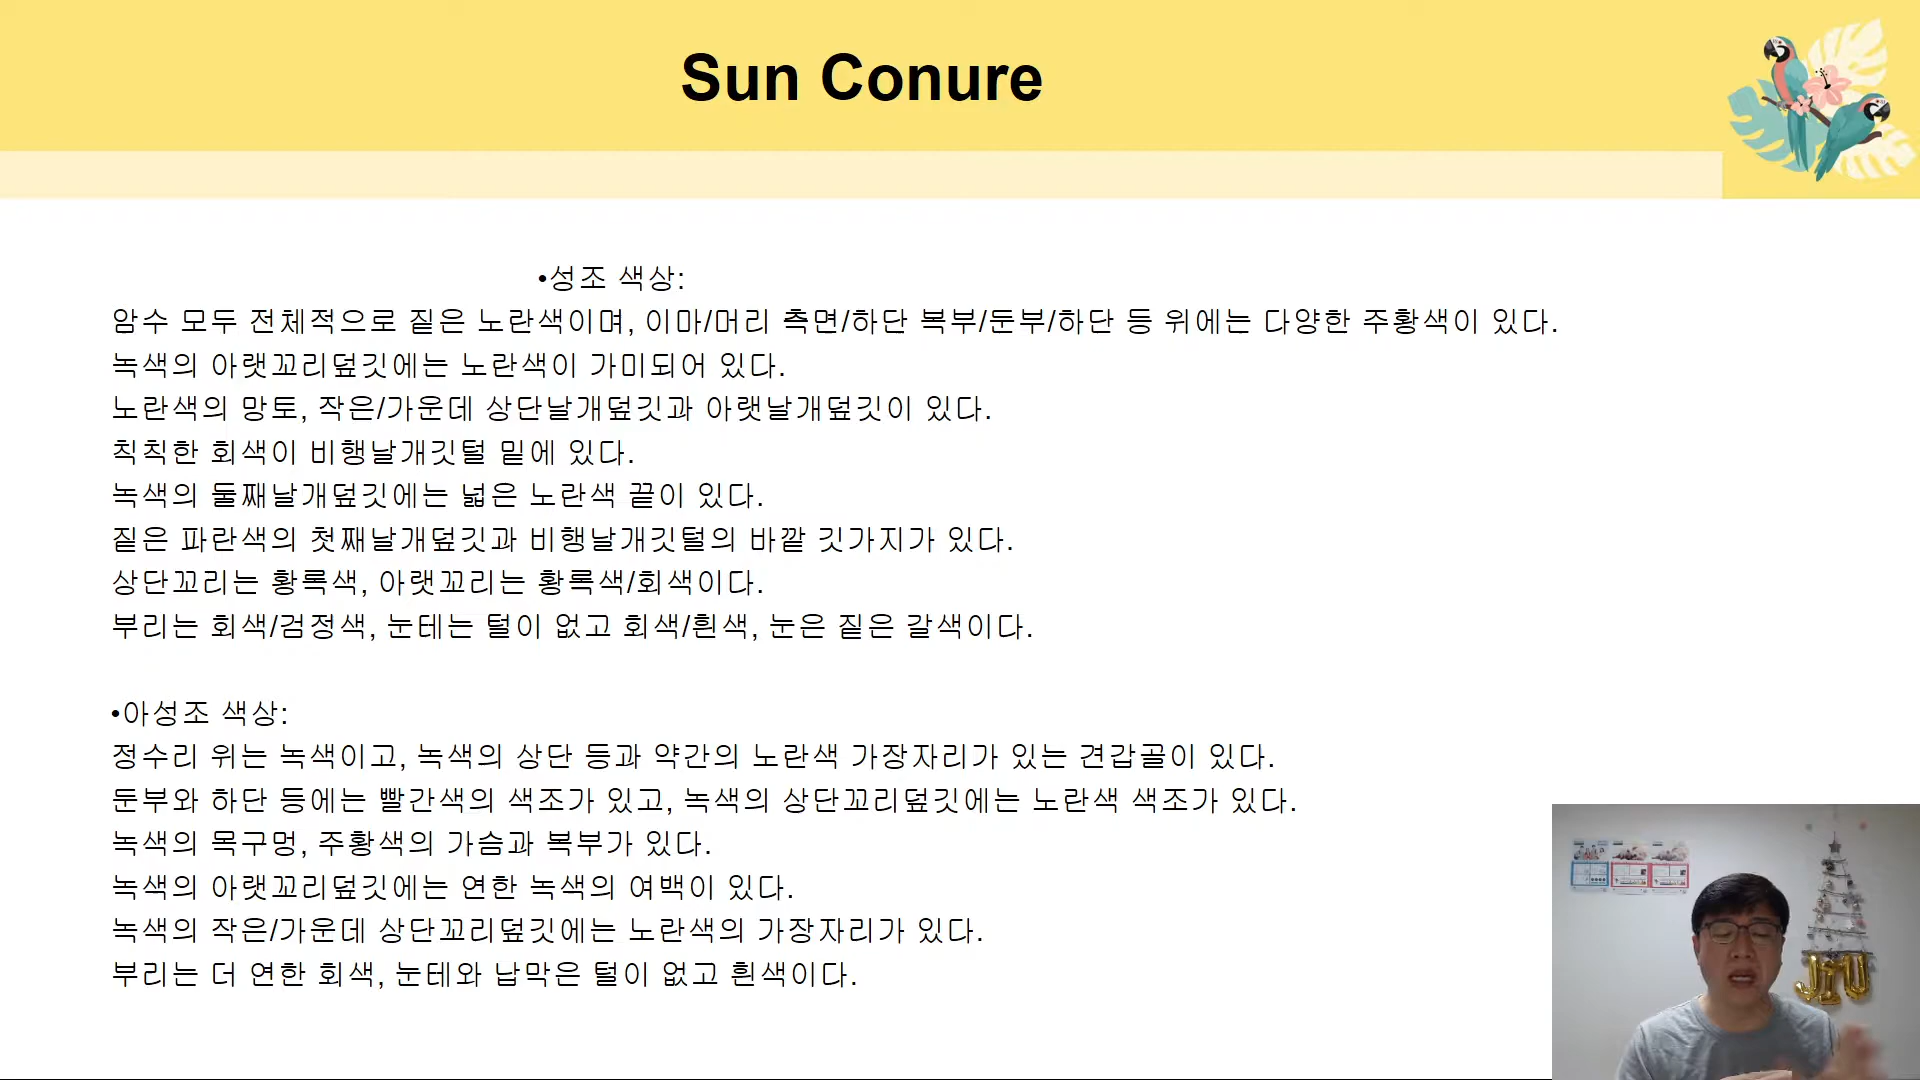 Sun Conure
•성조 색상:
암수 모두 전체적으로 짙은 노란색이며, 이마/머리 측면/하단 복부/둔부/하단 등 위에는 다양한 주황색이 있다.
녹색의 아랫꼬리덮깃에는 노란색이 가미되어 있다.
노란색의 망토, 작은/가운데 상단날개덮깃과 아랫날개덮깃이 있다.
칙칙한 회색이 비행날개깃털 밑에 있다.
녹색의 둘째날개덮깃에는 넓은 노란색 끝이 있다.
짙은 파란색의 첫째날개덮깃과 비행날개깃털의 바깥 깃가지가 있다.
상단꼬리는 황록색, 아랫꼬리는 황록색/회색이다.
부리는 회색/검정색, 눈테는 털이 없고 회색/흰색, 눈은 짙은 갈색이다.
•아성조 색상:
정수리 위는 녹색이고, 녹색의 상단 등과 약간의 노란색 가장자리가 있는 견갑골이 있다.
둔부와 하단 등에는 빨간색의 색조가 있고, 녹색의 상단꼬리덮깃에는 노란색 색조가 있다.
녹색의 목구멍, 주황색의 가슴과 복부가 있다.
녹색의 아랫꼬리덮깃에는 연한 녹색의 여백이 있다.
녹색의 작은/가운데 상단꼬리덮깃에는 노란색의 가장자리가 있다.
부리는 더 연한 회색, 눈테와 납막은 털이 없고 흰색이다.